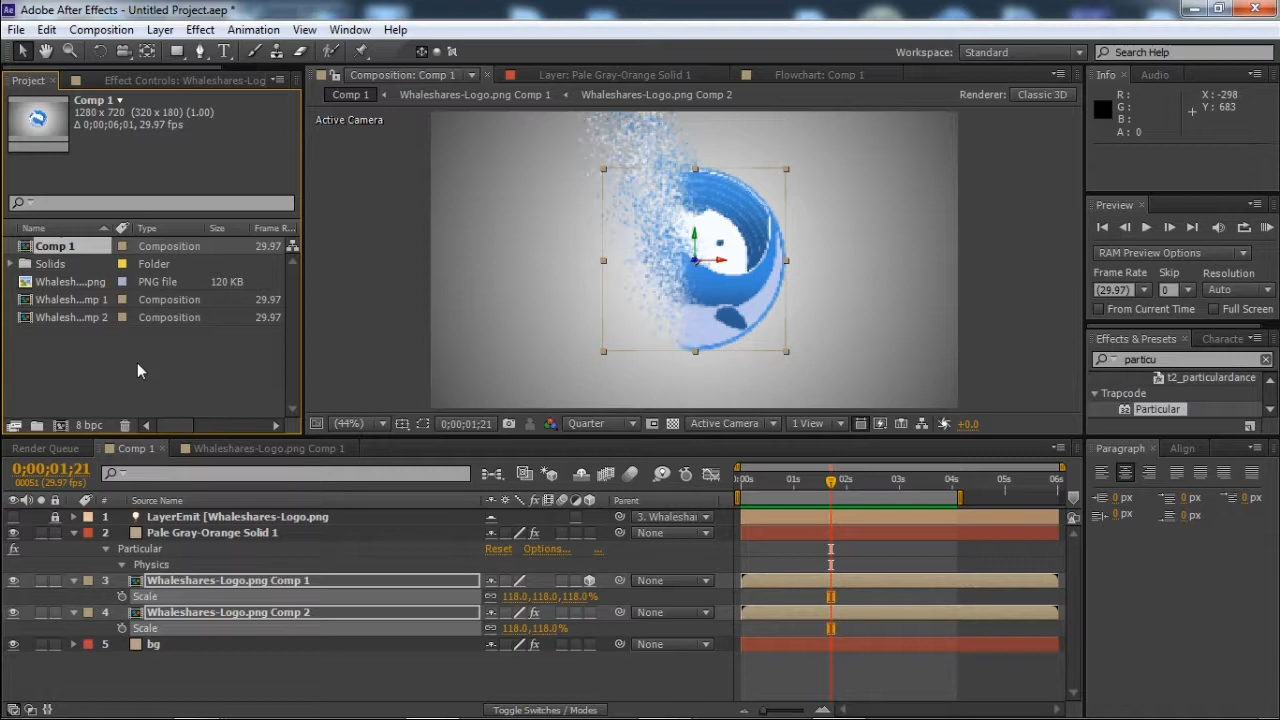 Adobe After Effects - Untitled Project.aep *
File Edit Composition Layer Effect Animation View Window Help
Workspace: Standard Search Help
Project Effect Controls: Whaleshares-Log
Composition: Comp 1 Layer: Pale Gray-Orange Solid 1 Flowchart: Comp 1
Info Audio
Comp 1
1280 x 720 (320 x 180) (1.00)
Δ 0;00;06;01, 29.97 fps
Comp 1 Whaleshares-Logo.png Comp 1 Whaleshares-Logo.png Comp 2 Renderer: Classic 3D
Active Camera
R :
G :
B :
A : 0
X : -298
Y : 683
Preview
RAM Preview Options
Frame Rate Skip Resolution
(29.97) 0 Auto
From Current Time Full Screen
Effects & Presets Characte
particu
t2_particulardance
Trapcode
Particular
Name Type Size Frame R...
Comp 1 Composition 29.97
Solids Folder
Whalesh....png PNG file 120 KB
Whalesh...mp 1 Composition 29.97
Whalesh...mp 2 Composition 29.97
8 bpc
(44%) 0;00;01;21 Quarter Active Camera 1 View +0.0
Render Queue Comp 1 Whaleshares-Logo.png Comp 1
0;00;01;21
00051 (29.97 fps)
0:00s 01s 02s 03s 04s 05s 06s
# Source Name Parent
1 LayerEmit [Whaleshares-Logo.png 3. Whaleshar
2 Pale Gray-Orange Solid 1 None
Particular Reset Options... ...
Physics
3 Whaleshares-Logo.png Comp 1 None
Scale 118.0,118.0,118.0%
4 Whaleshares-Logo.png Comp 2 None
Scale 118.0,118.0%
5 bg None
Toggle Switches / Modes
Paragraph Align
0 px 0 px 0 px
0 px 0 px